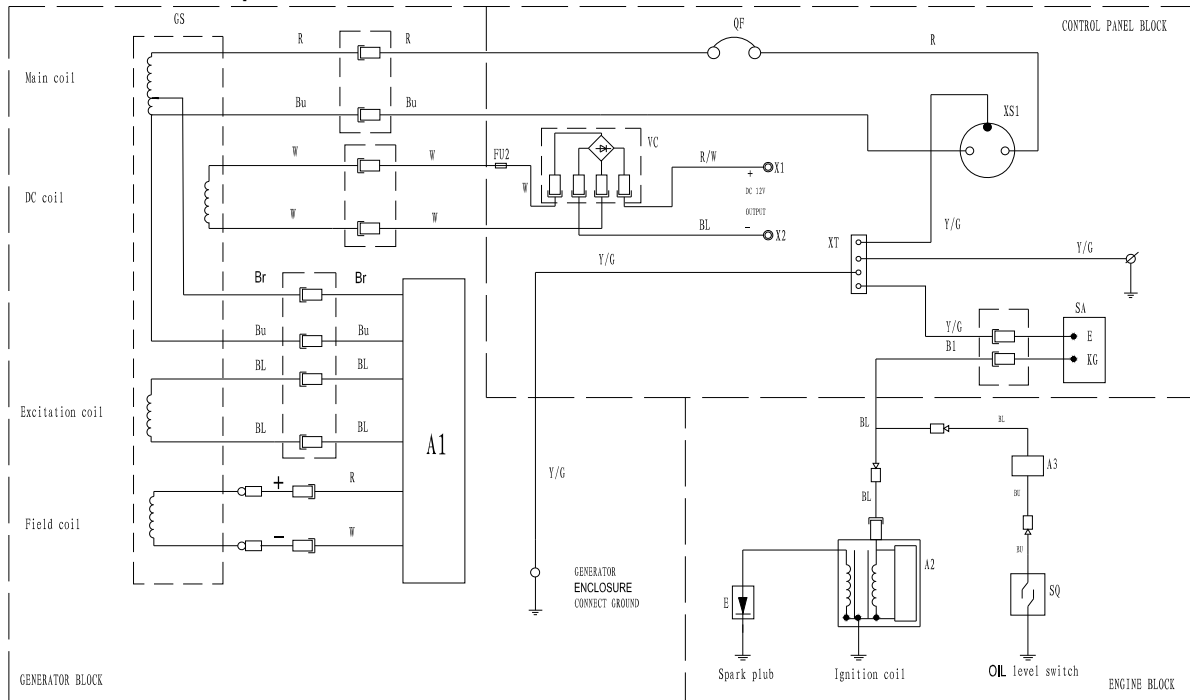 GS
CONTROL PANEL BLOCK
QF
R
R
R
Main coil
XS1
Bu
Bu
VC
W
W
FU2
R/W
X1
+
W
DC 12V
DC coil
OUTPUT
W
W
BL
-
X2
XT
Y/G
Y/G
Y/G
Br
Br
SA
Bu
Bu
Y/G
E
B1
KG
BL
BL
Excitation coil
BL
BL
BL
BL
A1
A3
+
R
Y/G
BL
BU
Field coil
-
W
BU
A2
GENERATOR
ENCLOSURE
CONNECT GROUND
E
SQ
Spark plub
Ignition coil
OIL level switch
GENERATOR BLOCK
ENGINE BLOCK